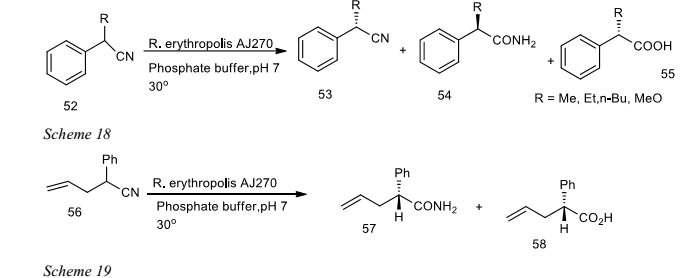 R
CN
52
R. erythropolis AJ270
Phosphate buffer,pH 7
30°
R
CN
53
+
R
CONH₂
54
+
R
COOH
55
R = Me, Et,n-Bu, MeO
Scheme 18
Ph
CN
56
R. erythropolis AJ270
Phosphate buffer,pH 7
30°
Ph
H
CONH₂
57
+
Ph
H
CO₂H
58
Scheme 19